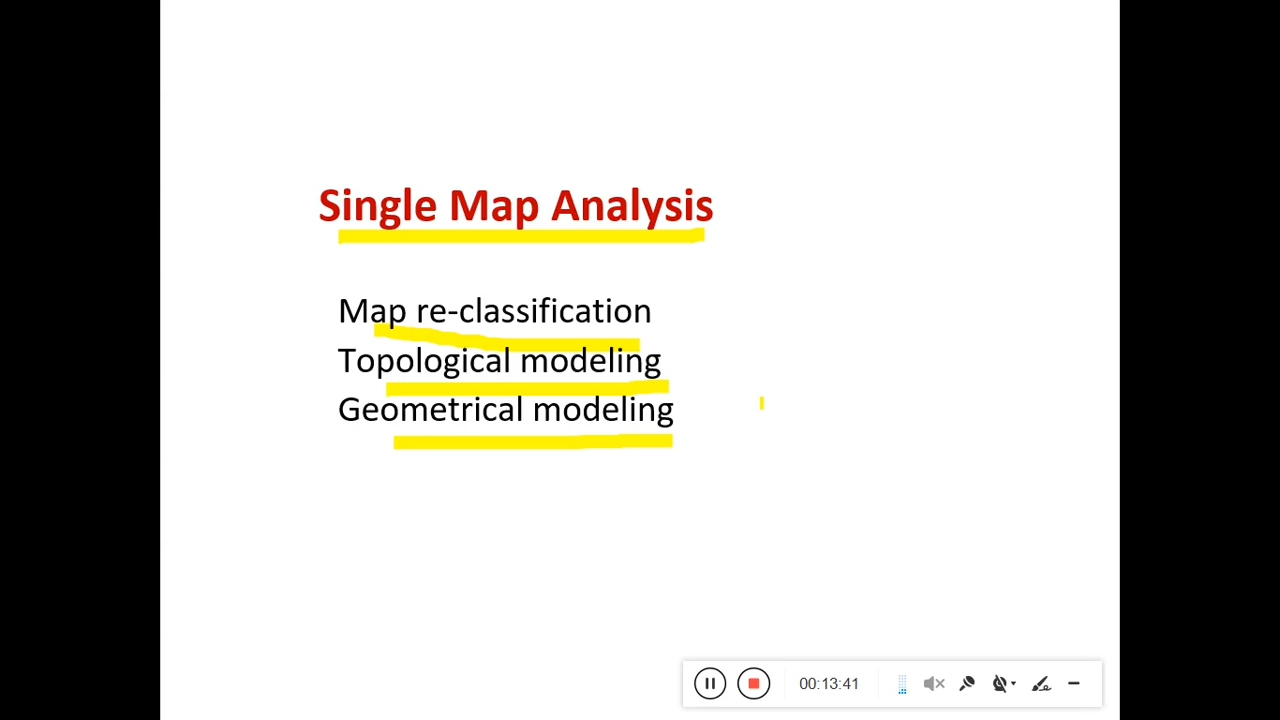 Single Map Analysis
Map re-classification
Topological modeling
Geometrical modeling
00:13:41